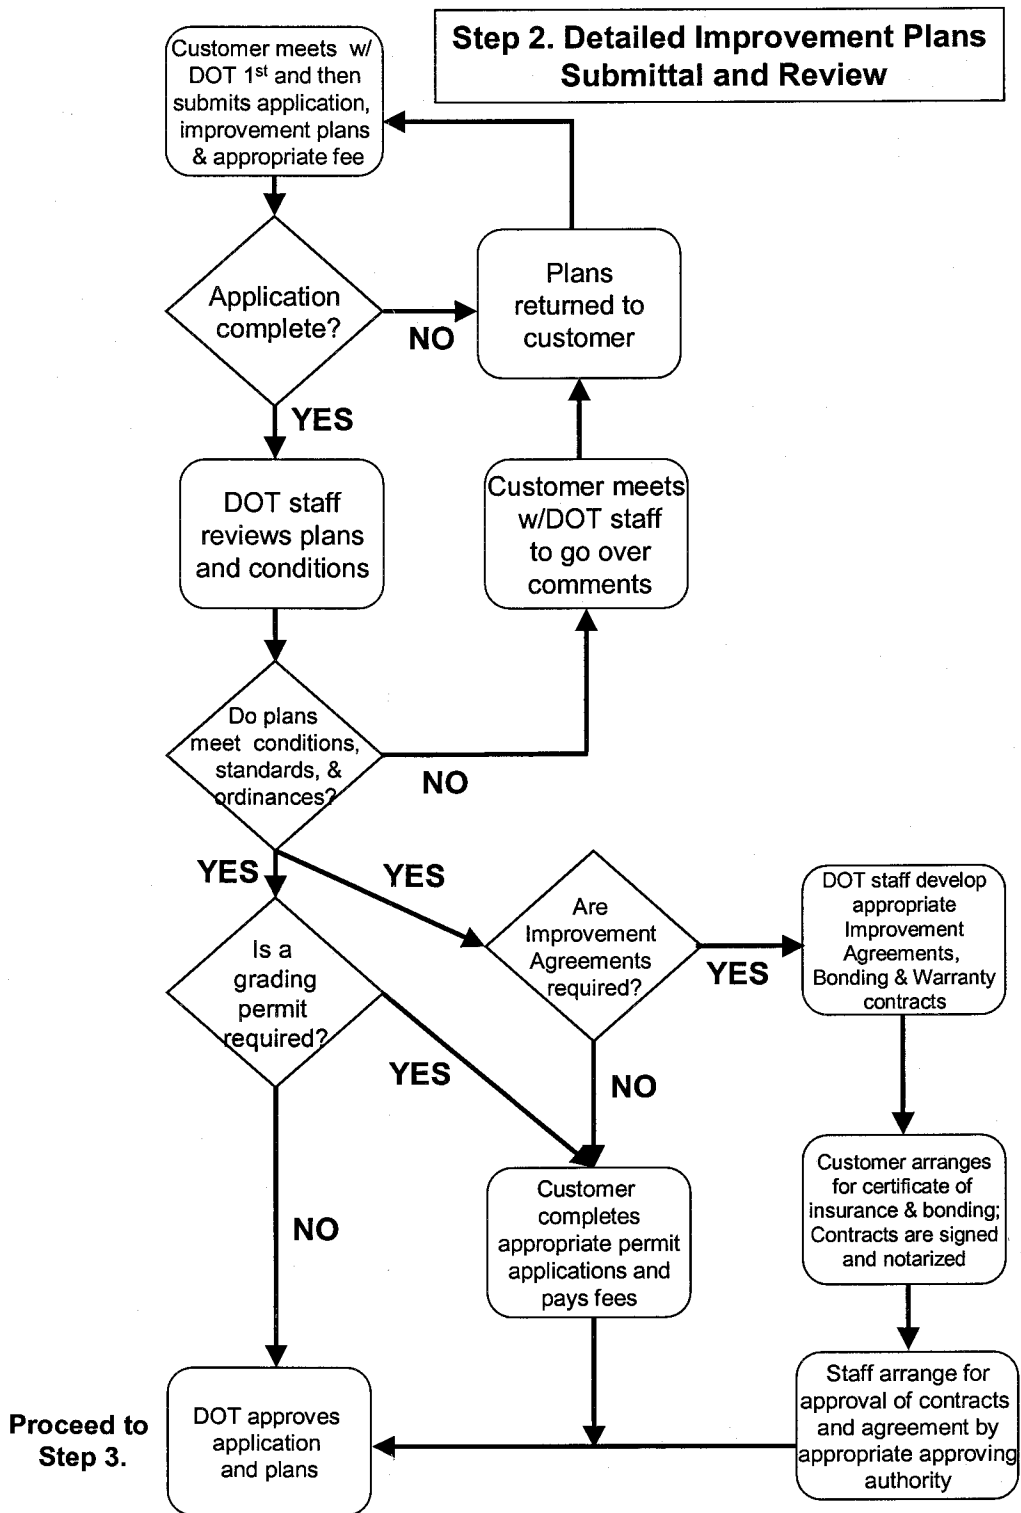 Step 2. Detailed Improvement Plans
Submittal and Review
Customer meets w/
DOT 1st and then
submits application,
improvement plans
& appropriate fee
Application
complete?
NO
Plans
returned to
customer
YES
DOT staff
reviews plans
and conditions
Customer meets
w/DOT staff
to go over
comments
Do plans
meet conditions,
standards, &
ordinances?
NO
YES
YES
Is a
grading
permit
required?
Are
Improvement
Agreements
required?
YES
DOT staff develop
appropriate
Improvement
Agreements,
Bonding & Warranty
contracts
YES
NO
NO
Customer
completes
appropriate permit
applications and
pays fees
Customer arranges
for certificate of
insurance & bonding;
Contracts are signed
and notarized
Staff arrange for
approval of contracts
and agreement by
appropriate approving
authority
DOT approves
application
and plans
Proceed to
Step 3.